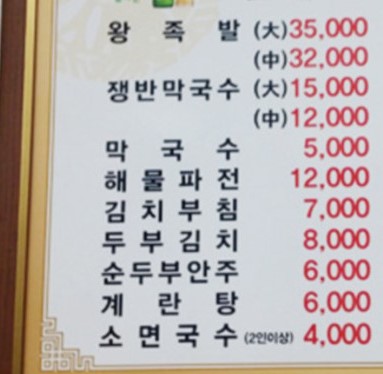 왕 족 발 (大)35,000
(中)32,000
쟁반막국수 (大)15,000
(中)12,000
막 국 수 5,000
해 물 파 전 12,000
김 치 부 침 7,000
두 부 김 치 8,000
순두부안주 6,000
계 란 탕 6,000
소 면 국 수 (2인이상) 4,000